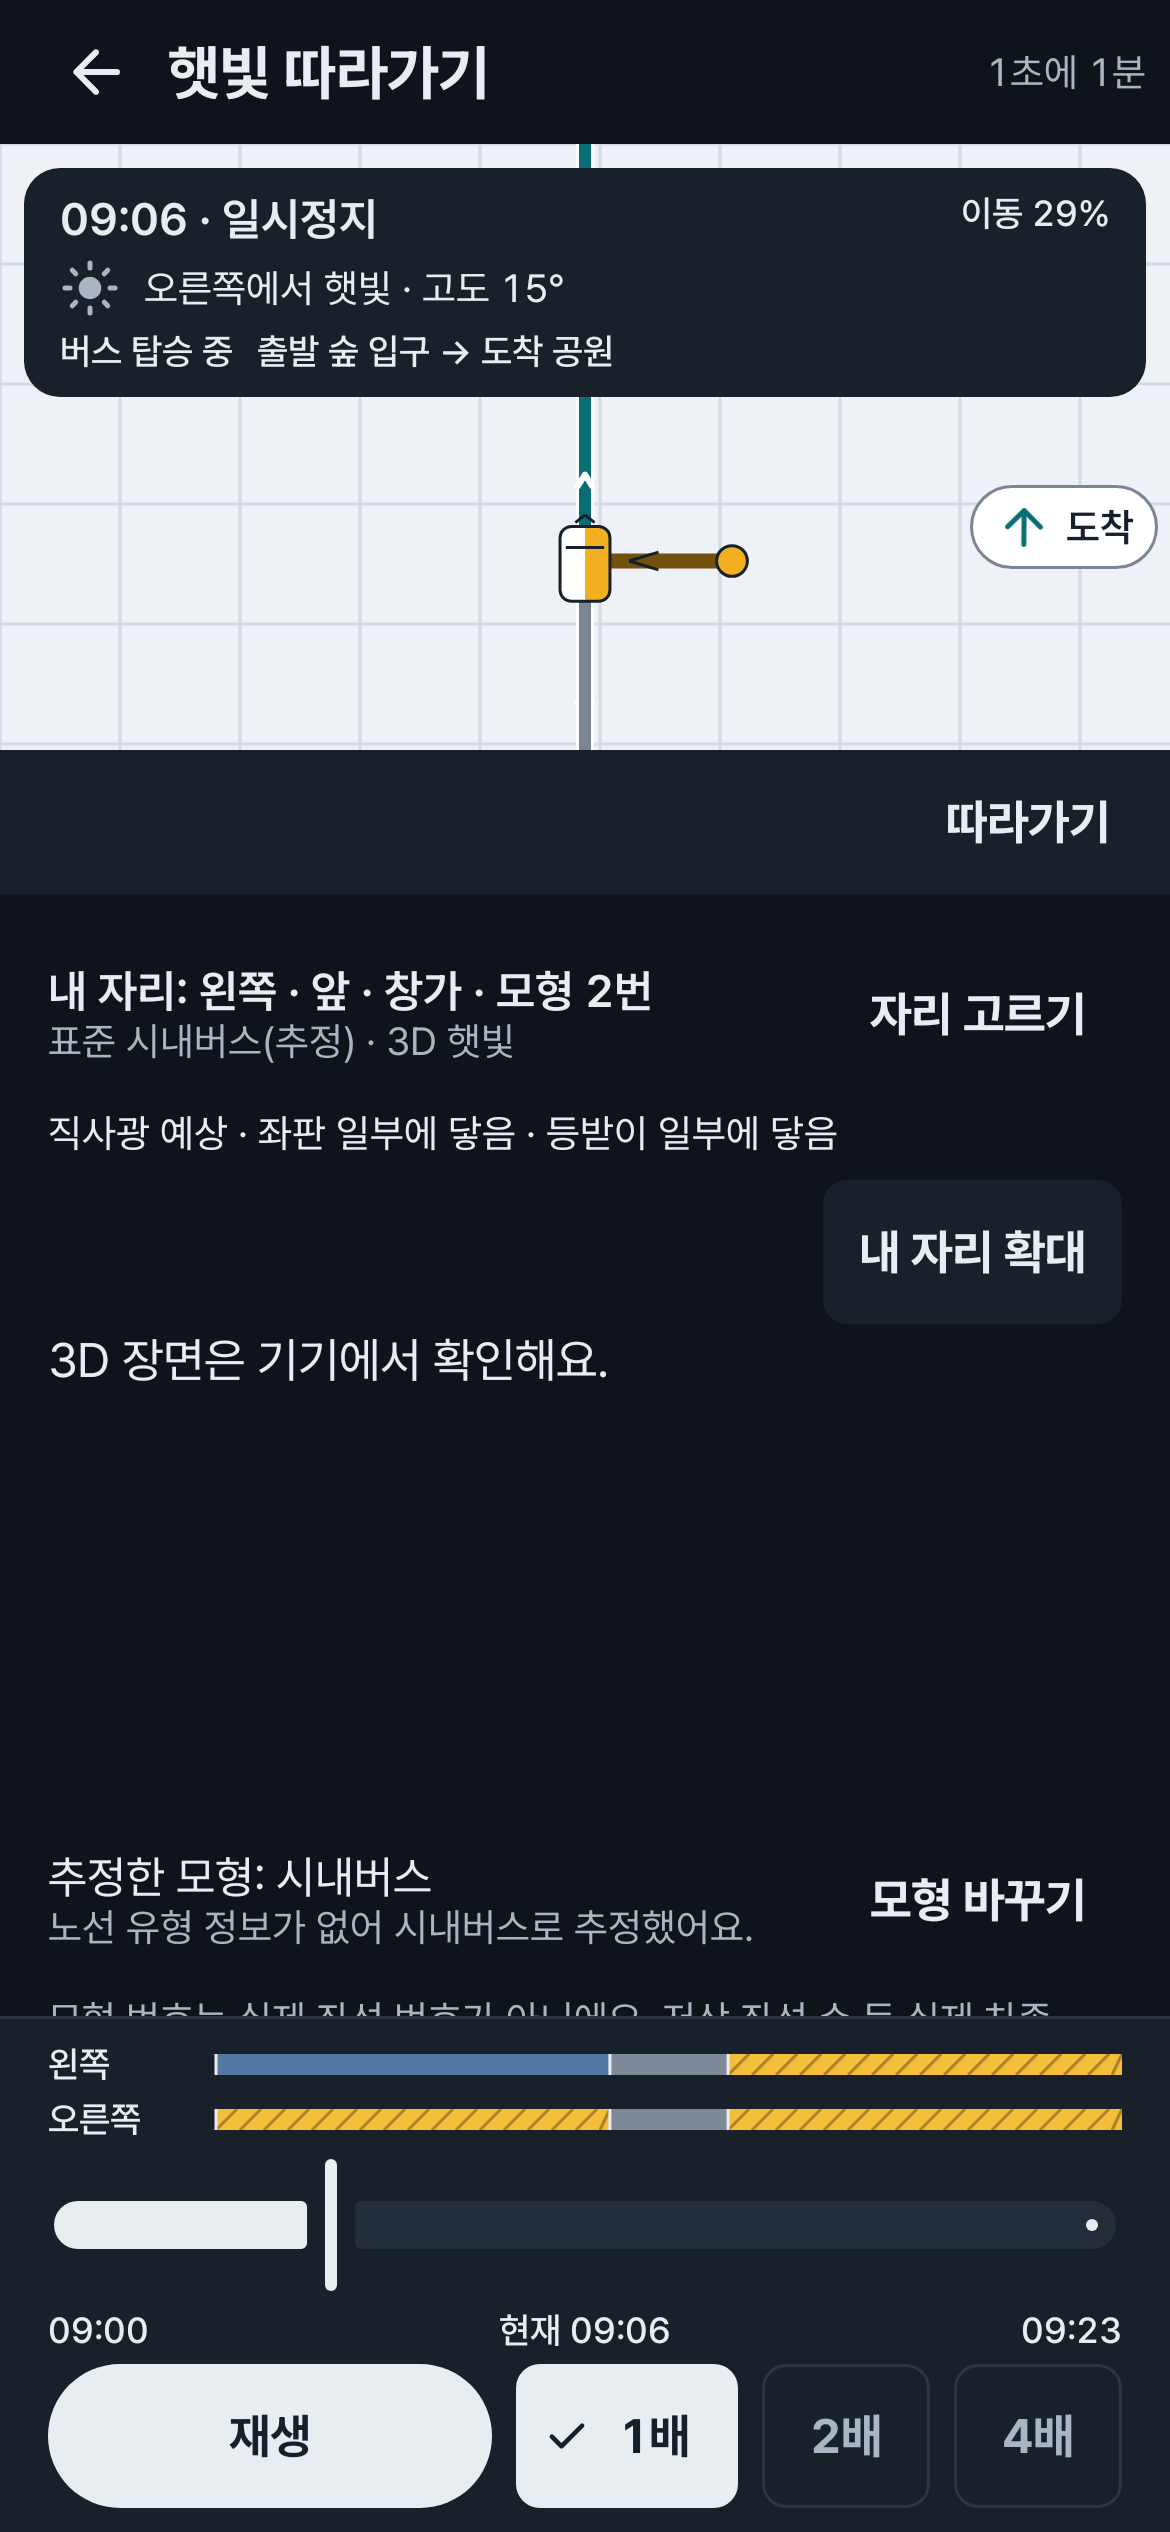 햇빛 따라가기
1초에 1분
09:06 · 일시정지
이동 29%
오른쪽에서 햇빛 · 고도 15°
버스 탑승 중 출발 숲 입구 → 도착 공원
도착
따라가기
내 자리: 왼쪽 · 앞 · 창가 · 모형 2번
표준 시내버스(추정) · 3D 햇빛
자리 고르기
직사광 예상 · 좌판 일부에 닿음 · 등받이 일부에 닿음
내 자리 확대
3D 장면은 기기에서 확인해요.
추정한 모형: 시내버스
노선 유형 정보가 없어 시내버스로 추정했어요.
모형 바꾸기
왼쪽
오른쪽
09:00
현재 09:06
09:23
재생
1배
2배
4배